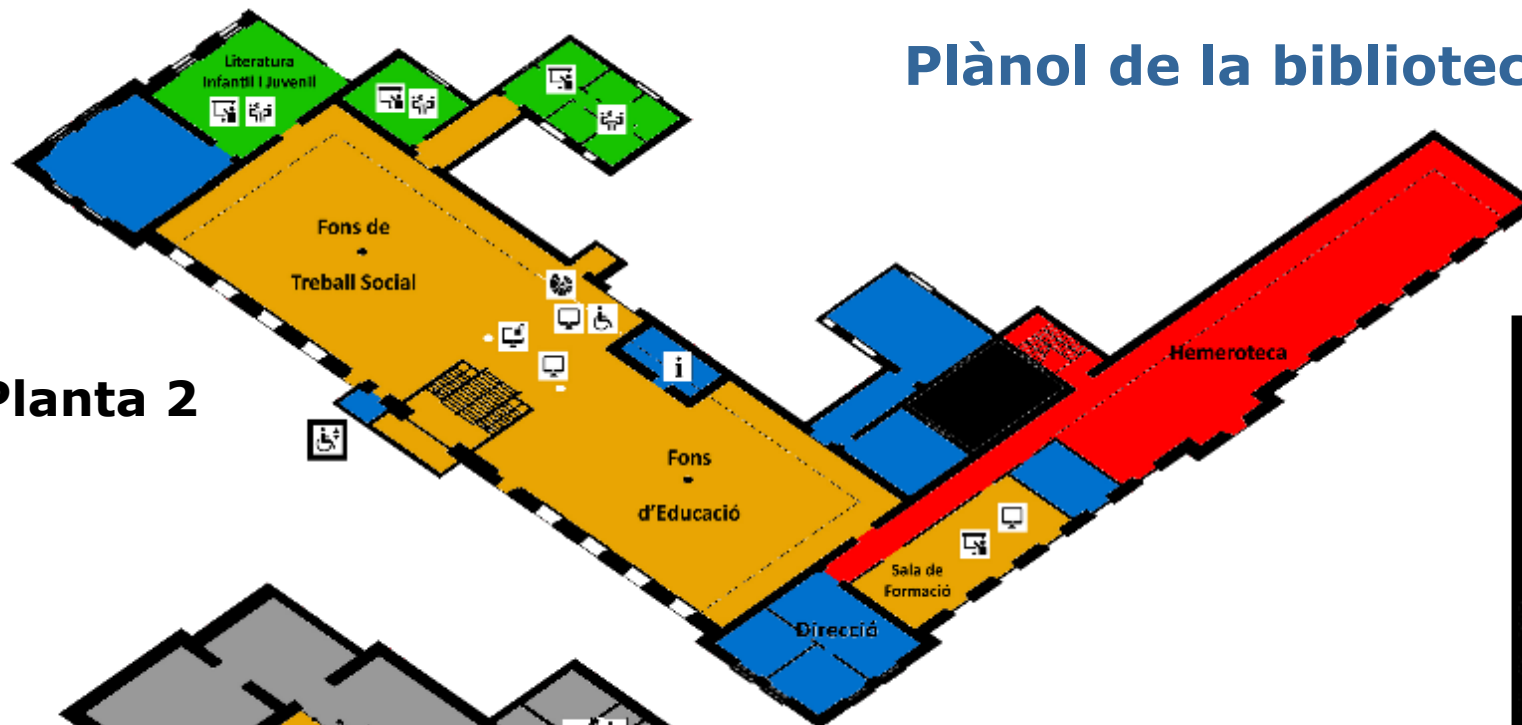 Plànol de la bibliotec
Literatura
Infantil i Juvenil
Fons de
Treball Social
Planta 2
i
Hemeroteca
Fons
d'Educació
Sala de
Formació
Direcció